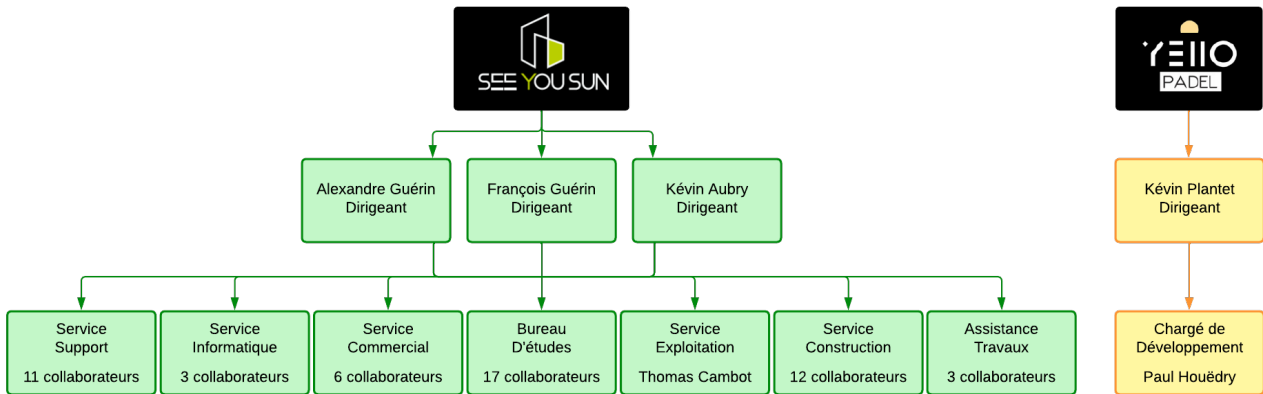 SEE YOU SUN
YELLO
PADEL
Alexandre Guérin
Dirigeant
François Guérin
Dirigeant
Kévin Aubry
Dirigeant
Kévin Plantet
Dirigeant
Service
Support
11 collaborateurs
Service
Informatique
3 collaborateurs
Service
Commercial
6 collaborateurs
Bureau
D'études
17 collaborateurs
Service
Exploitation
Thomas Cambot
Service
Construction
12 collaborateurs
Assistance
Travaux
3 collaborateurs
Chargé de
Développement
Paul Houëdry